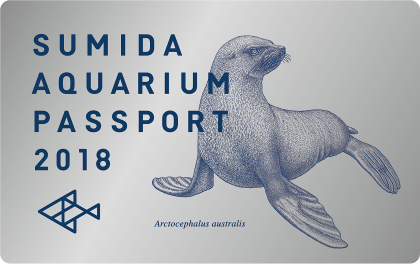 SUMIDA
AQUARIUM
PASSPORT
2018
Arctocephalus australis